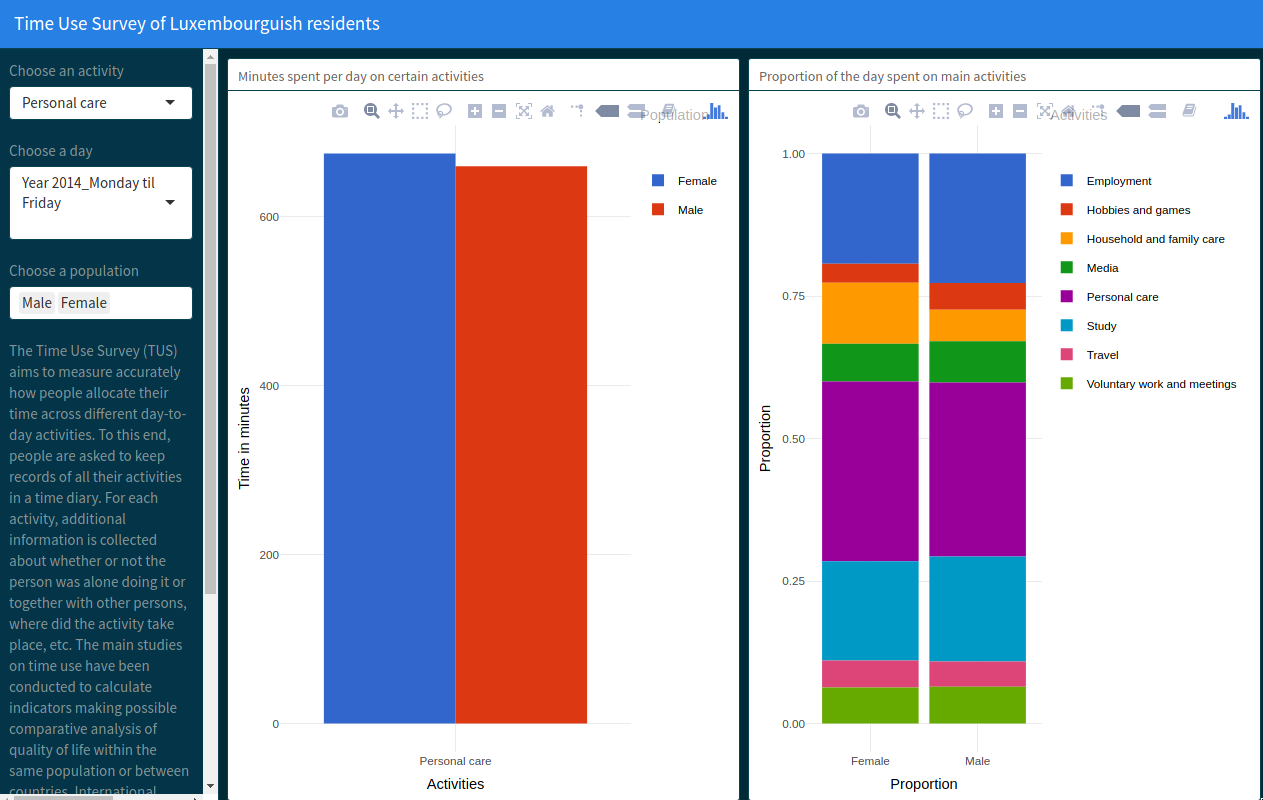 Time Use Survey of Luxembourguish residents
Choose an activity
Personal care
Choose a day
Year 2014_Monday til
Friday
Choose a population
Male Female
The Time Use Survey (TUS)
aims to measure accurately
how people allocate their
time across different day-to-
day activities. To this end,
people are asked to keep
records of all their activities
in a time diary. For each
activity, additional
information is collected
about whether or not the
person was alone doing it or
together with other persons,
where did the activity take
place, etc. The main studies
on time use have been
conducted to calculate
indicators making possible
comparative analysis of
quality of life within the
same population or between
countries. International
Minutes spent per day on certain activities
Population
Female
Male
600
400
200
0
Time in minutes
Personal care
Activities
Proportion of the day spent on main activities
Activities
Employment
Hobbies and games
Household and family care
Media
Personal care
Study
Travel
Voluntary work and meetings
1.00
0.75
0.50
0.25
0.00
Proportion
Female
Male
Proportion